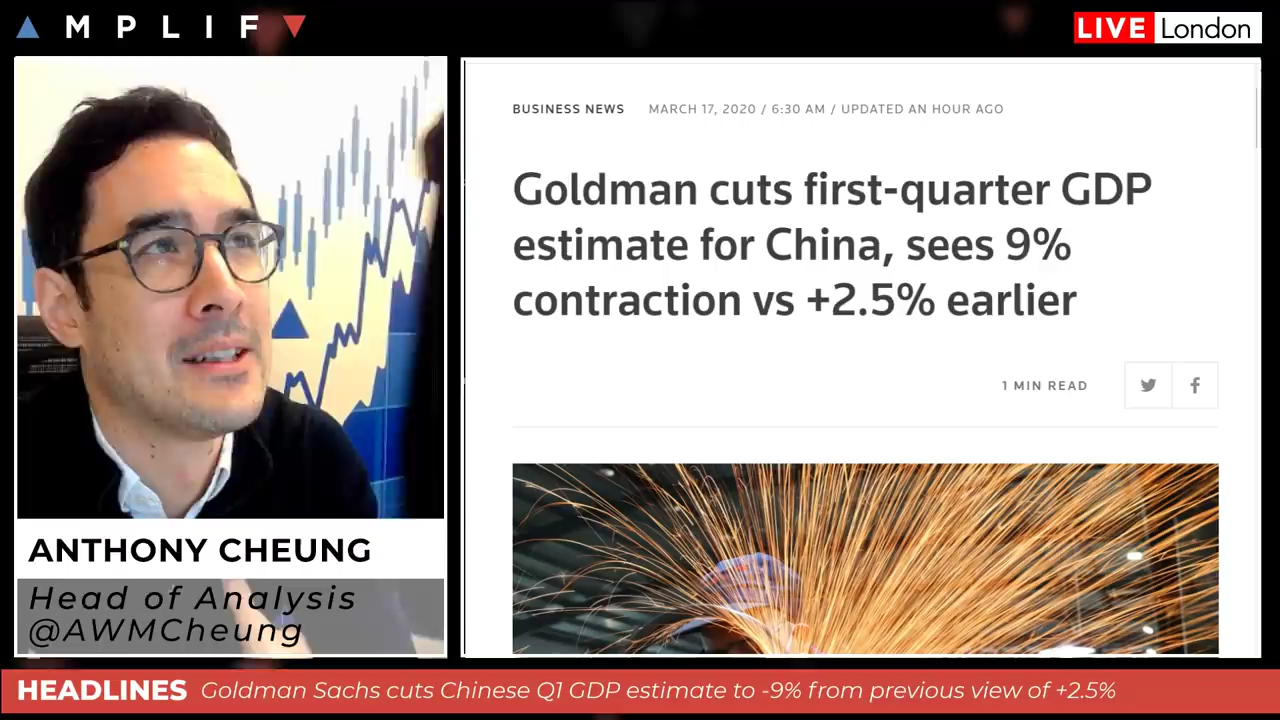 AMPLIFY
LIVE London
BUSINESS NEWS MARCH 17, 2020 / 6:30 AM / UPDATED AN HOUR AGO
Goldman cuts first-quarter GDP
estimate for China, sees 9%
contraction vs +2.5% earlier
1 MIN READ
ANTHONY CHEUNG
Head of Analysis
@AWMCheung
HEADLINES Goldman Sachs cuts Chinese Q1 GDP estimate to -9% from previous view of +2.5%